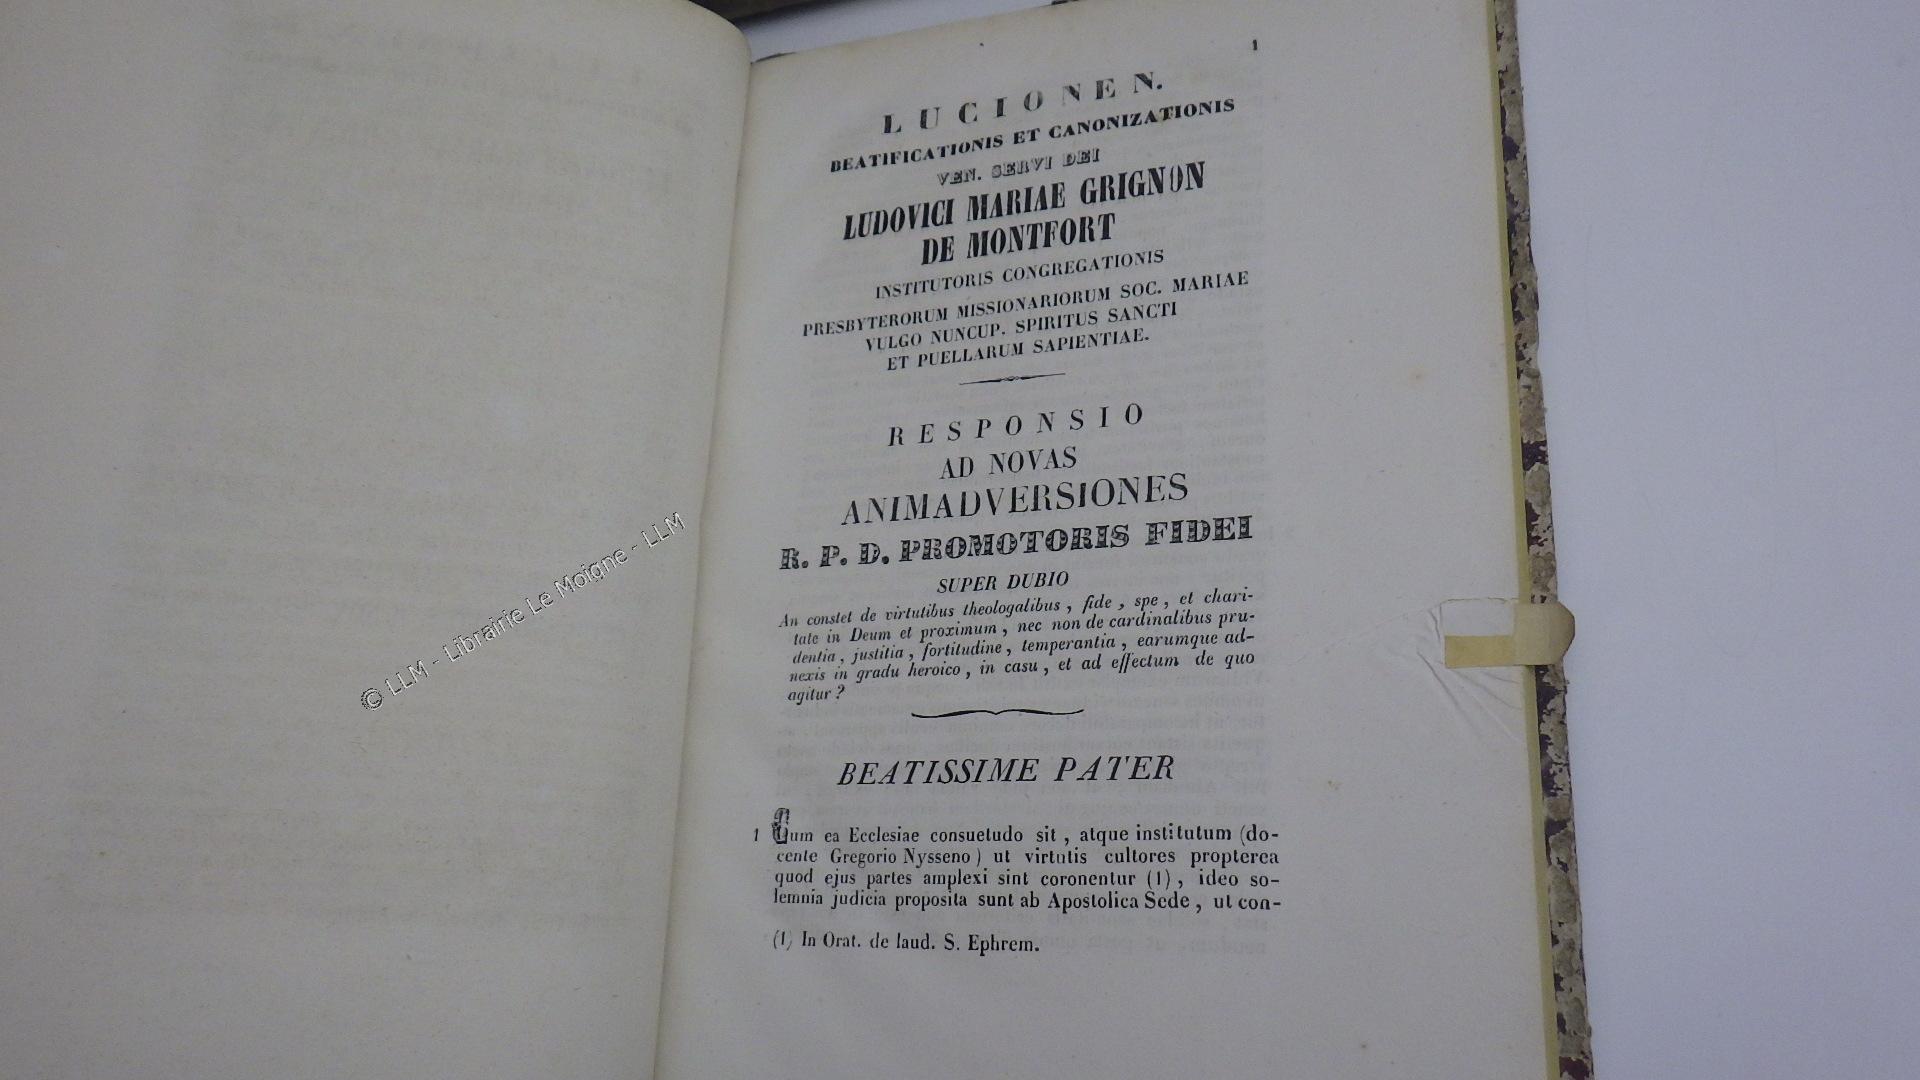 1
LUCIONEN.
BEATIFICATIONIS ET CANONIZATIONIS
VEN. SERVI DEI
LUDOVICI MARIAE GRIGNON
DE MONTFORT
INSTITUTORIS CONGREGATIONIS
PRESBYTERORUM MISSIONARIORUM SOC. MARIAE
VULGO NUNCUP. SPIRITUS SANCTI
ET PUELLARUM SAPIENTIAE.
RESPONSIO
AD NOVAS
ANIMADVERSIONES
R. P. D. PROMOTORIS FIDEI
SUPER DUBIO
An constet de virtutibus theologalibus, fide, spe, et chari-
tate in Deum et proximum, nec non de cardinalibus pru-
dentia, justitia, fortitudine, temperantia, earumque ad-
nexis in gradu heroico, in casu, et ad effectum de quo
agitur?
BEATISSIME PATER
1 Cum ea Ecclesiae consuetudo sit, atque institutum (do-
cente Gregorio Nysseno) ut virtutis cultores propterea
quod ejus partes amplexi sint coronentur (1), ideo so-
lemnia judicia proposita sunt ab Apostolica Sede, ut con-
(1) In Orat. de laud. S. Ephrem.
© LLM - Librairie Le Moigne - LLM